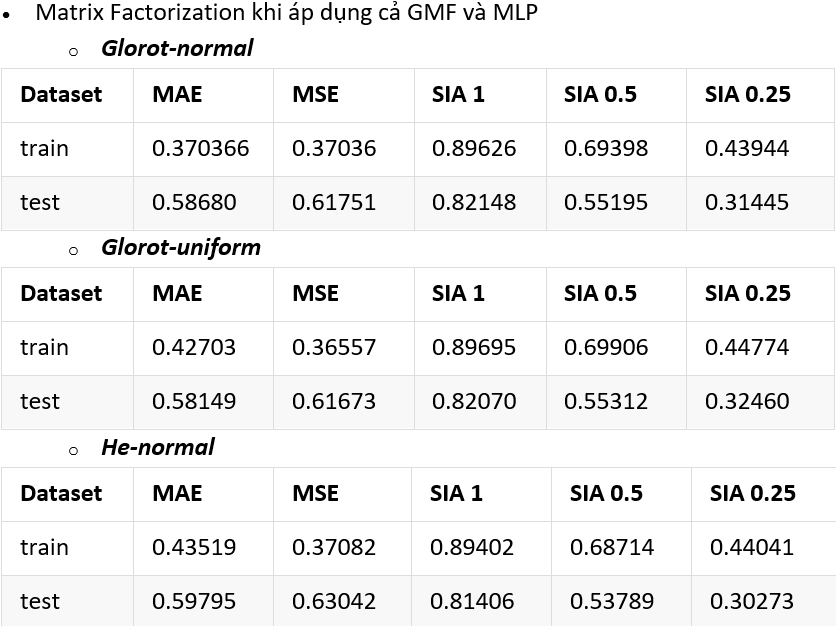 • Matrix Factorization khi áp dụng cả GMF và MLP
o Glorot-normal
Dataset MAE MSE SIA 1 SIA 0.5 SIA 0.25
train 0.370366 0.37036 0.89626 0.69398 0.43944
test 0.58680 0.61751 0.82148 0.55195 0.31445
o Glorot-uniform
Dataset MAE MSE SIA 1 SIA 0.5 SIA 0.25
train 0.42703 0.36557 0.89695 0.69906 0.44774
test 0.58149 0.61673 0.82070 0.55312 0.32460
o He-normal
Dataset MAE MSE SIA 1 SIA 0.5 SIA 0.25
train 0.43519 0.37082 0.89402 0.68714 0.44041
test 0.59795 0.63042 0.81406 0.53789 0.30273